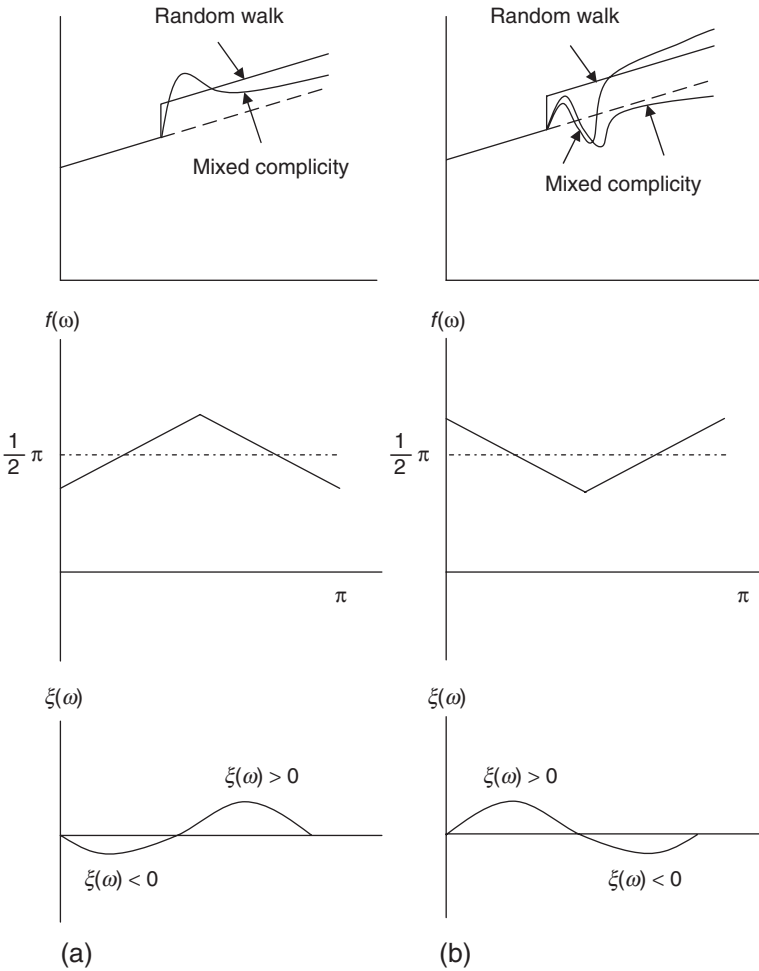 Random walk
Mixed complicity
Random walk
Mixed complicity
f(ω)
1/2 π
π
f(ω)
1/2 π
π
ξ(ω)
ξ(ω) > 0
ξ(ω) < 0
ξ(ω)
ξ(ω) > 0
ξ(ω) < 0
(a)
(b)